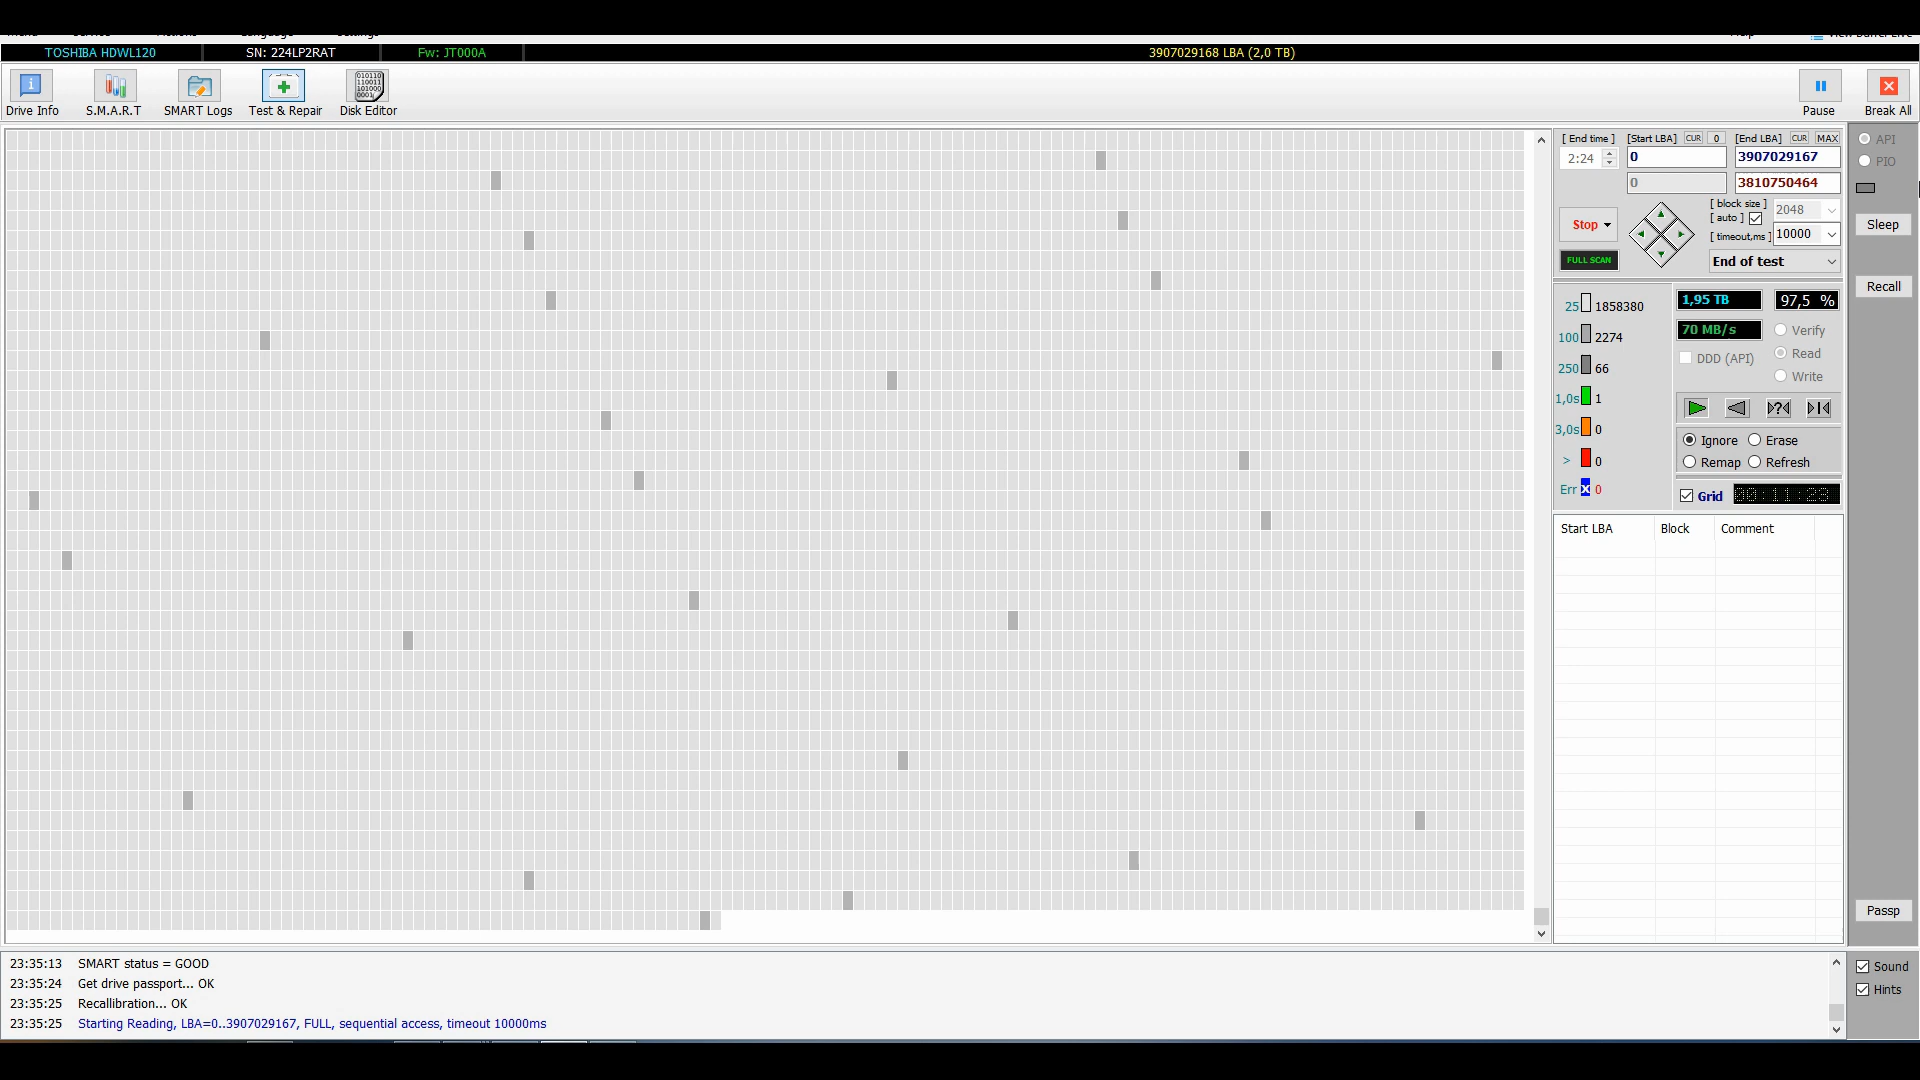 TOSHIBA HDWL120 SN: 224LP2RAT Fw: JT000A 3907029168 LBA (2,0 TB)
Drive Info S.M.A.R.T SMART Logs Test & Repair Disk Editor Pause Break All
[ End time ] [Start LBA] CUR 0 [End LBA] CUR MAX
2:24 0 3907029167
0 3810750464
Stop
[ block size ] 2048
[ auto ]
[ timeout,ms ] 10000
FULL SCAN
End of test
25 1858380
100 2274
250 66
1,0s 1
3,0s 0
> 0
Err x 0
1,95 TB 97,5 %
70 MB/s
Verify
DDD (API) Read
Write
Ignore Erase
Remap Refresh
Grid 00:11:23
Start LBA Block Comment
API
PIO
Sleep
Recall
Passp
Sound
Hints
23:35:13 SMART status = GOOD
23:35:24 Get drive passport... OK
23:35:25 Recallibration... OK
23:35:25 Starting Reading, LBA=0..3907029167, FULL, sequential access, timeout 10000ms